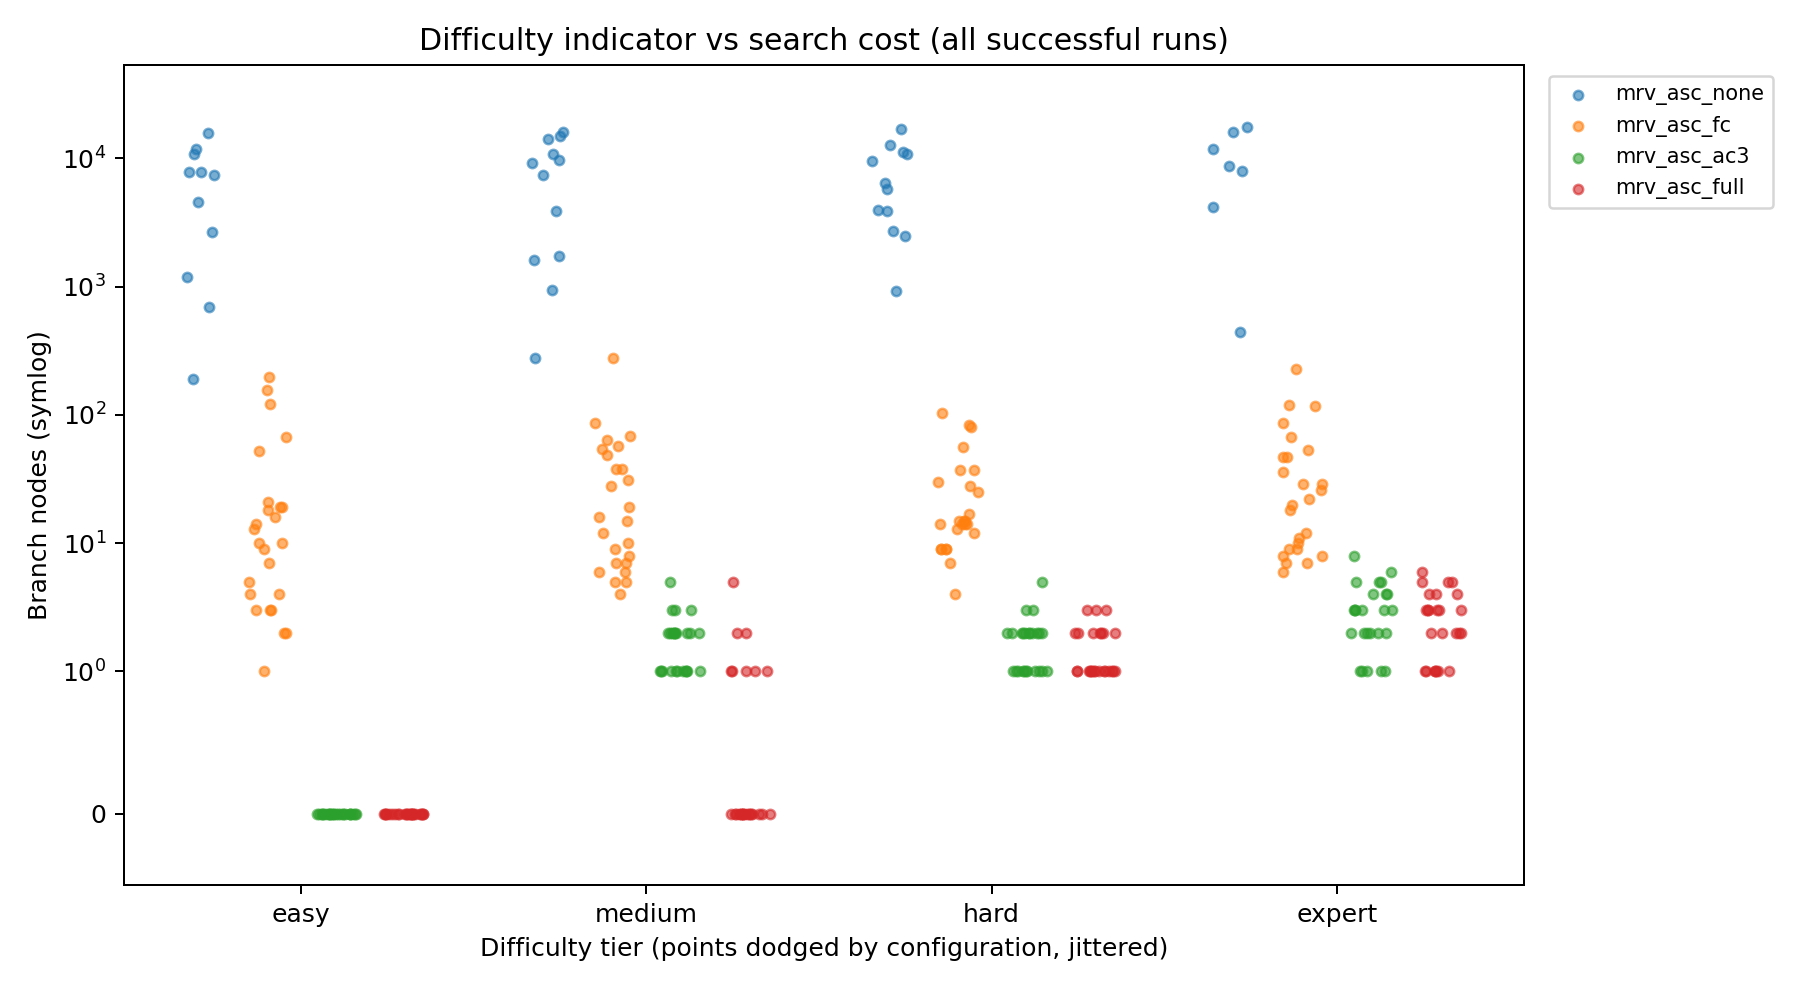 Difficulty indicator vs search cost (all successful runs)
mrv_asc_none
mrv_asc_fc
mrv_asc_ac3
mrv_asc_full
Branch nodes (symlog)
10⁴
10³
10²
10¹
10⁰
0
easy medium hard expert
Difficulty tier (points dodged by configuration, jittered)